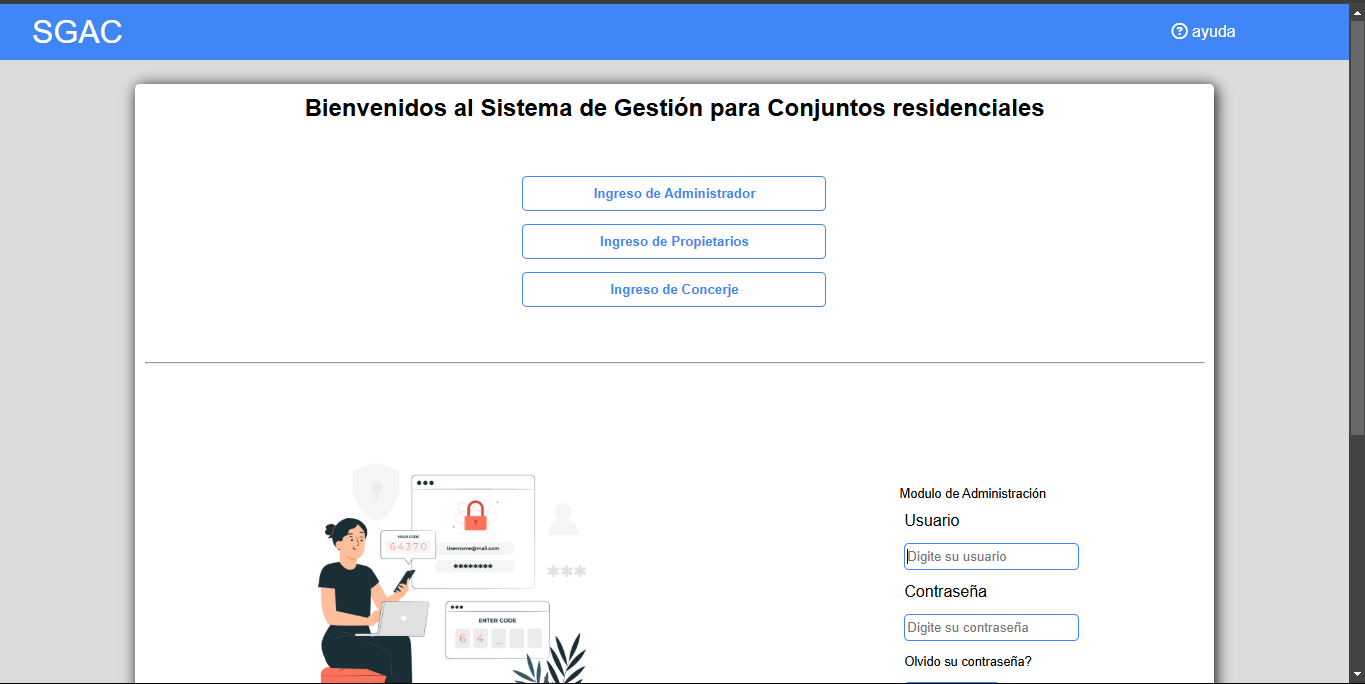 SGAC
ayuda
Bienvenidos al Sistema de Gestión para Conjuntos residenciales
Ingreso de Administrador
Ingreso de Propietarios
Ingreso de Concerje
YOUR CODE
64370
Username@mail.com
********
***
ENTER CODE
6 4 _
Modulo de Administración
Usuario
Digite su usuario
Contraseña
Digite su contraseña
Olvido su contraseña?